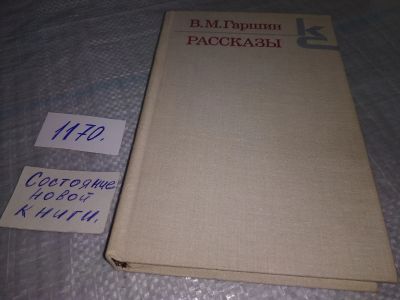 В.М.Гаршин
РАССКАЗЫ
КС
1170.
Состояние
новой
книги.